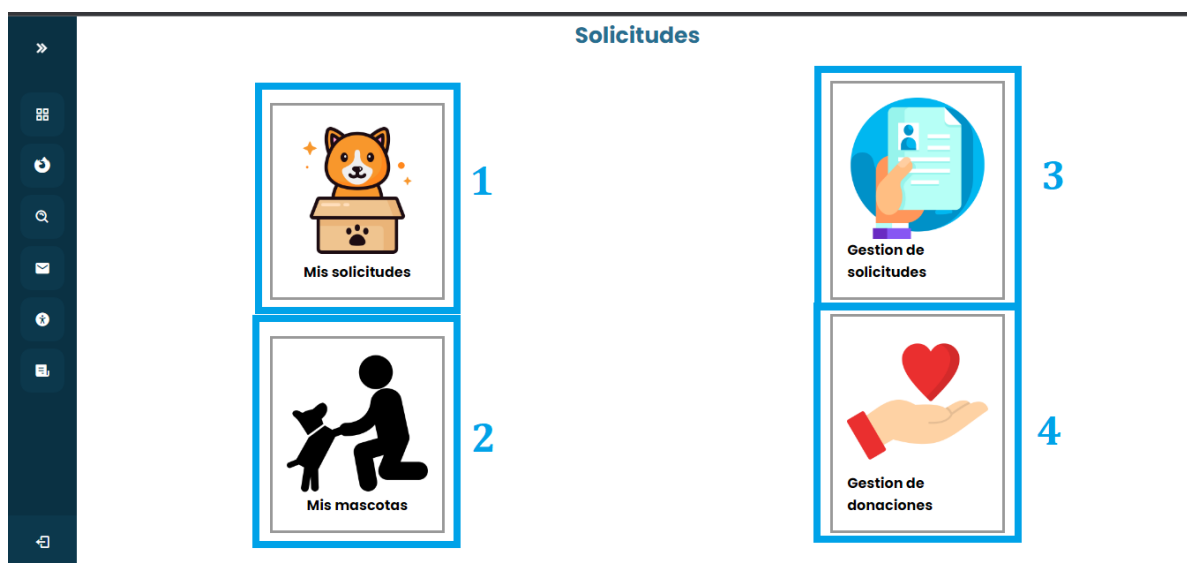 Solicitudes
Mis solicitudes
1
Mis mascotas
2
Gestion de
solicitudes
3
Gestion de
donaciones
4